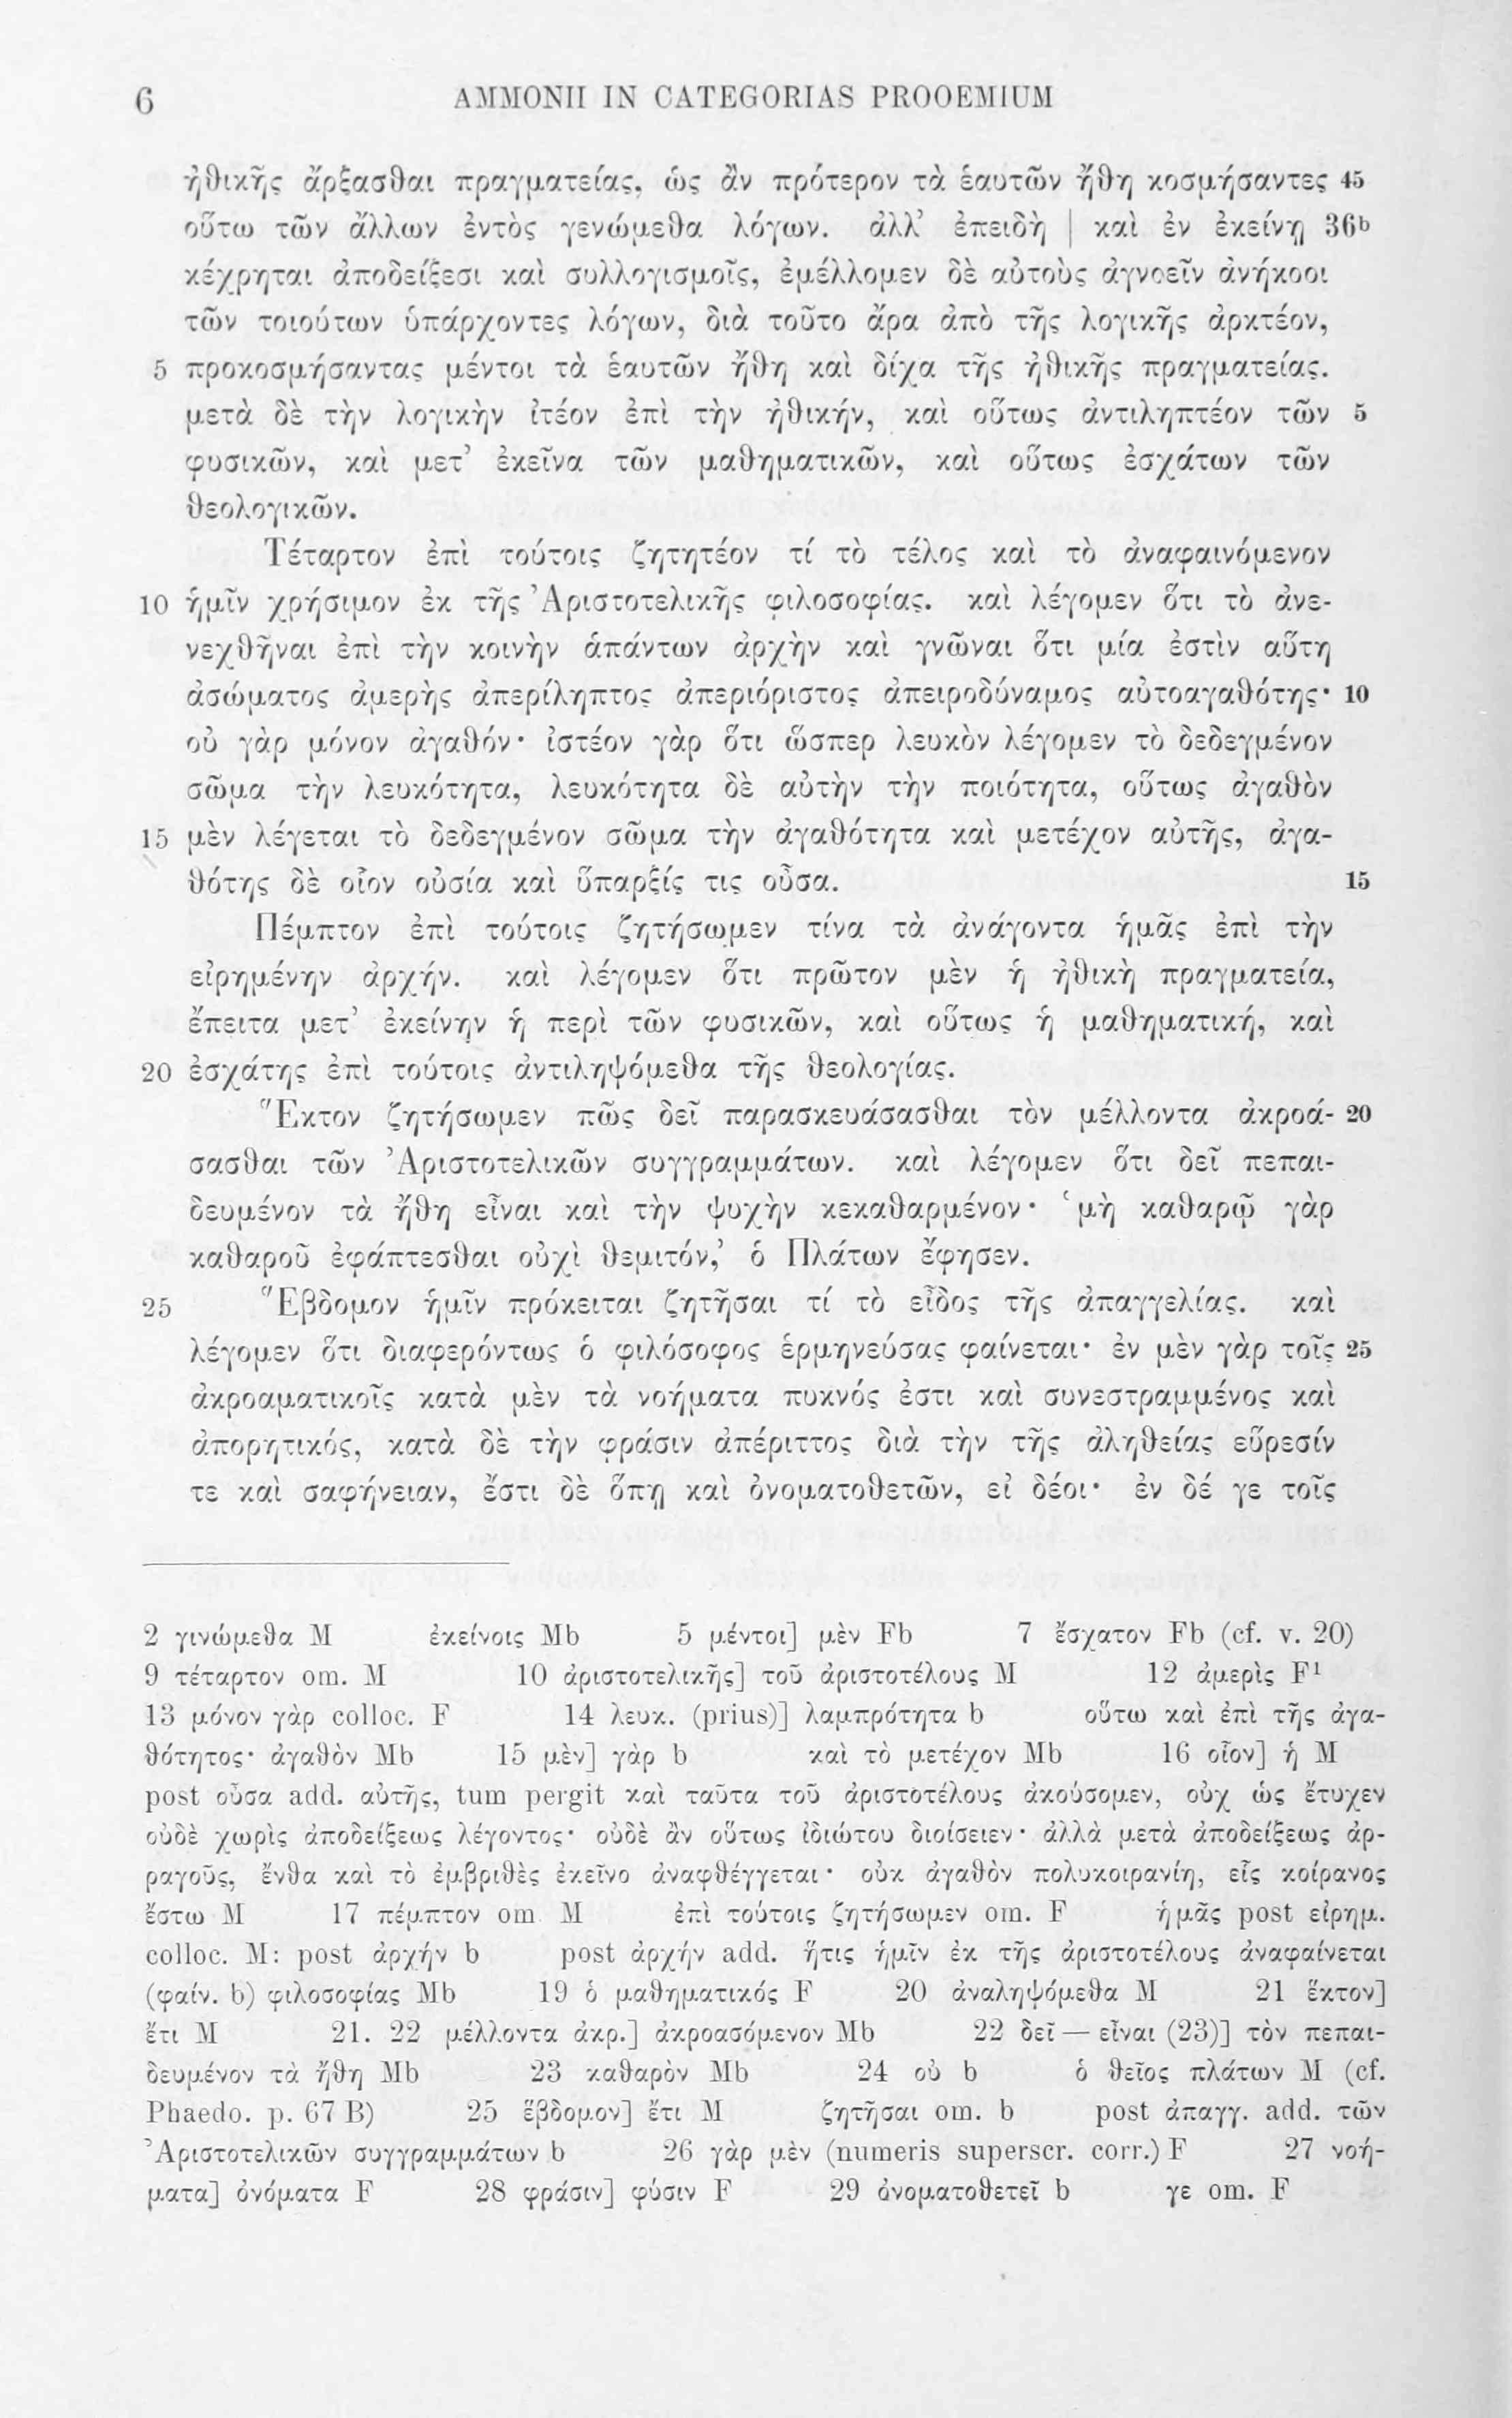 6 AMMONII IN CATEGORIAS PROOEMIUM
ἠθικῆς ἄρξασθαι πραγματείας, ὡς ἂν πρότερον τὰ ἑαυτῶν ἤθη κοσμήσαντες 45
οὕτω τῶν ἄλλων ἐντὸς γενώμεθα λόγων. ἀλλ’ ἐπειδὴ | καὶ ἐν ἐκείνῃ 36b
κέχρηται ἀποδείξεσι καὶ συλλογισμοῖς, ἐμέλλομεν δὲ αὐτοὺς ἀγνοεῖν ἀνήκοοι
τῶν τοιούτων ὑπάρχοντες λόγων, διὰ τοῦτο ἄρα ἀπὸ τῆς λογικῆς ἀρκτέον,
5 προκοσμήσαντας μέντοι τὰ ἑαυτῶν ἤθη καὶ δίχα τῆς ἠθικῆς πραγματείας.
μετὰ δὲ τὴν λογικὴν ἰτέον ἐπὶ τὴν ἠθικήν, καὶ οὕτως ἀντιληπτέον τῶν 5
φυσικῶν, καὶ μετ’ ἐκεῖνα τῶν μαθηματικῶν, καὶ οὕτως ἐσχάτων τῶν
θεολογικῶν.
Τέταρτον ἐπὶ τούτοις ζητητέον τί τὸ τέλος καὶ τὸ ἀναφαινόμενον
10 ἡμῖν χρήσιμον ἐκ τῆς Ἀριστοτελικῆς φιλοσοφίας. καὶ λέγομεν ὅτι τὸ ἀνε-
νεχθῆναι ἐπὶ τὴν κοινὴν ἁπάντων ἀρχὴν καὶ γνῶναι ὅτι μία ἐστὶν αὕτη
ἀσώματος ἀμερὴς ἀπερίληπτος ἀπεριόριστος ἀπειροδύναμος αὐτοαγαθότης· 10
οὐ γὰρ μόνον ἀγαθόν· ἰστέον γὰρ ὅτι ὥσπερ λευκὸν λέγομεν τὸ δεδεγμένον
σῶμα τὴν λευκότητα, λευκότητα δὲ αὐτὴν τὴν ποιότητα, οὕτως ἀγαθὸν
15 μὲν λέγεται τὸ δεδεγμένον σῶμα τὴν ἀγαθότητα καὶ μετέχον αὐτῆς, ἀγα-
θότης δὲ οἷον οὐσία καὶ ὕπαρξίς τις οὖσα. 15
Πέμπτον ἐπὶ τούτοις ζητήσωμεν τίνα τὰ ἀνάγοντα ἡμᾶς ἐπὶ τὴν
εἰρημένην ἀρχήν. καὶ λέγομεν ὅτι πρῶτον μὲν ἡ ἠθικὴ πραγματεία,
ἔπειτα μετ’ ἐκείνην ἡ περὶ τῶν φυσικῶν, καὶ οὕτως ἡ μαθηματική, καὶ
20 ἐσχάτης ἐπὶ τούτοις ἀντιληψόμεθα τῆς θεολογίας.
Ἕκτον ζητήσωμεν πῶς δεῖ παρασκευάσασθαι τὸν μέλλοντα ἀκροά- 20
σασθαι τῶν Ἀριστοτελικῶν συγγραμμάτων. καὶ λέγομεν ὅτι δεῖ πεπαι-
δευμένον τὰ ἤθη εἶναι καὶ τὴν ψυχὴν κεκαθαρμένον· ‘μὴ καθαρῷ γὰρ
καθαροῦ ἐφάπτεσθαι οὐχὶ θεμιτόν,’ ὁ Πλάτων ἔφησεν.
25 Ἕβδομον ἡμῖν πρόκειται ζητῆσαι τί τὸ εἶδος τῆς ἀπαγγελίας. καὶ
λέγομεν ὅτι διαφερόντως ὁ φιλόσοφος ἑρμηνεύσας φαίνεται· ἐν μὲν γὰρ τοῖς 25
ἀκροαματικοῖς κατὰ μὲν τὰ νοήματα πυκνός ἐστι καὶ συνεστραμμένος καὶ
ἀπορητικός, κατὰ δὲ τὴν φράσιν ἀπέριττος διὰ τὴν τῆς ἀληθείας εὕρεσίν
τε καὶ σαφήνειαν, ἔστι δὲ ὅπῃ καὶ ὀνοματοθετῶν, εἰ δέοι· ἐν δέ γε τοῖς
2 γινώμεθα M ἐκείνοις Mb 5 μέντοι] μὲν Fb 7 ἔσχατον Fb (cf. v. 20)
9 τέταρτον om. M 10 ἀριστοτελικῆς] τοῦ ἀριστοτέλους M 12 ἀμερὶς F¹
13 μόνον γὰρ colloc. F 14 λευκ. (prius)] λαμπρότητα b οὕτω καὶ ἐπὶ τῆς ἀγα-
θότητος· ἀγαθὸν Mb 15 μὲν] γὰρ b καὶ τὸ μετέχον Mb 16 οἷον] ἡ M
post οὖσα add. αὐτῆς, tum pergit καὶ ταῦτα τοῦ ἀριστοτέλους ἀκούσομεν, οὐχ ὡς ἔτυχεν
οὐδὲ χωρὶς ἀποδείξεως λέγοντος· οὐδὲ ἂν οὕτως ἰδιώτου διοίσειεν· ἀλλὰ μετὰ ἀποδείξεως ἀρ-
ραγοῦς, ἔνθα καὶ τὸ ἐμβριθὲς ἐκεῖνο ἀναφθέγγεται· οὐκ ἀγαθὸν πολυκοιρανίη, εἷς κοίρανος
ἔστω M 17 πέμπτον om M ἐπὶ τούτοις ζητήσωμεν om. F ἡμᾶς post εἰρημ.
colloc. M: post ἀρχήν b post ἀρχήν add. ἥτις ἡμῖν ἐκ τῆς ἀριστοτέλους ἀναφαίνεται
(φαίν. b) φιλοσοφίας Mb 19 ὁ μαθηματικός F 20 ἀναληψόμεθα M 21 ἕκτον]
ἔτι M 21. 22 μέλλοντα ἀκρ.] ἀκροασόμενον Mb 22 δεῖ — εἶναι (23)] τὸν πεπαι-
δευμένον τὰ ἤθη Mb 23 καθαρὸν Mb 24 οὐ b ὁ θεῖος πλάτων M (cf.
Phaedo. p. 67 B) 25 ἕβδομον] ἔτι M ζητῆσαι om. b post ἀπαγγ. add. τῶν
Ἀριστοτελικῶν συγγραμμάτων b 26 γὰρ μὲν (numeris superscr. corr.) F 27 νοή-
ματα] ὀνόματα F 28 φράσιν] φύσιν F 29 ὀνοματοθετεῖ b γε om. F